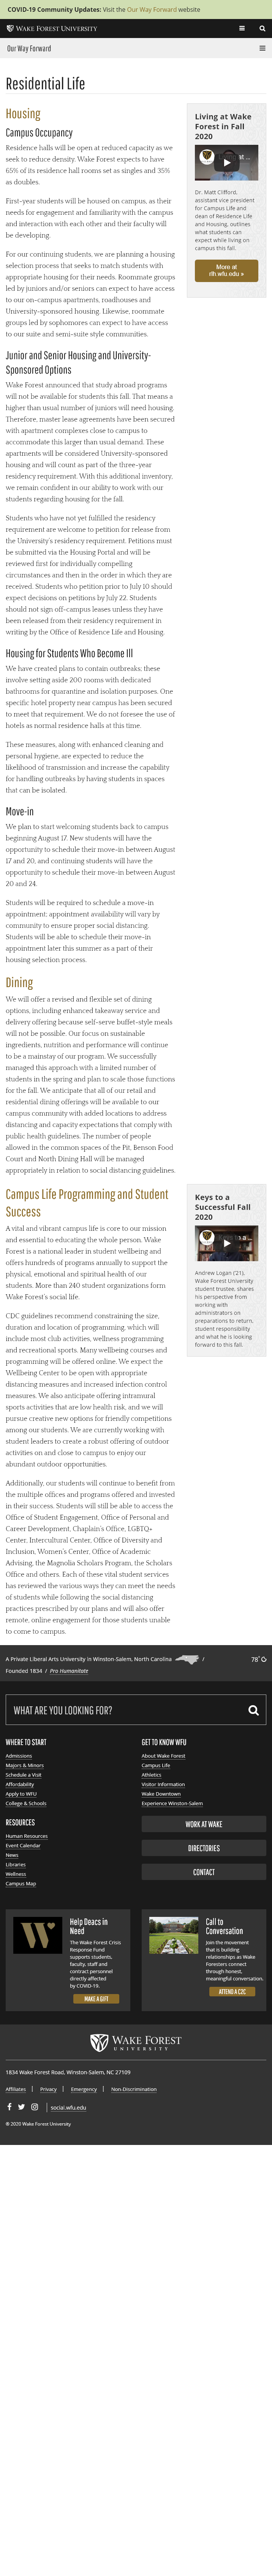 COVID-19 Community Updates: Visit the Our Way Forward website
WAKE FOREST UNIVERSITY
Our Way Forward
Residential Life
Housing
Campus Occupancy
Residence halls will be open at reduced capacity as we
seek to reduce density. Wake Forest expects to have
65% of its residence hall rooms set as singles and 35%
as doubles.
First-year students will be housed on campus, as their
needs for engagement and familiarity with the campus
and interaction with each other and their faculty will
be developing.
For our continuing students, we are planning to match
students with spaces through a selection process that
is most appropriate for their needs. Roommate groups
led by juniors and/or seniors can expect to have access
to our on-campus apartments, roadhouses and
University-sponsored housing. Likewise, roommate
groups led by sophomores can expect to have access
to our suite and semi-suite style communities.
Junior and Senior Housing and University-
Sponsored Options
Wake Forest announced that study abroad programs
will not be available for students this fall. That means a
higher than usual number of juniors will need housing.
Therefore, master lease agreements have been secured
with apartment complexes close to campus to
accommodate this larger than usual demand. These
apartments will be considered University-sponsored
housing and will count as part of the three-year
residency requirement. With this additional inventory,
we remain confident in our ability to work with our
students regarding housing for the fall.
Students who have not yet fulfilled the residency
requirement are welcome to petition for release from
the University's residency requirement. Petitions must
be submitted via the Housing Portal and will be
reviewed first for individually compelling
circumstances and then in the order in which they are
received. Students who petition prior to July 10 should
expect decisions on petitions by July 22. Students
should not sign off-campus leases unless they have
been released from their residency requirement in
writing by the Office of Residence Life and Housing.
Housing for Students Who Become Ill
We have created plans to contain outbreaks; these
involve setting aside 200 rooms with dedicated
bathrooms for quarantine and isolation purposes. One
specific hotel property near campus has been secured
to meet that requirement. We do not foresee the use of
hotels as normal residence halls at this time.
These measures, along with enhanced cleaning and
personal hygiene, are expected to reduce the
likelihood of transmission and increase the capability
for handling outbreaks by having students in spaces
that can be isolated.
Move-in
We plan to start welcoming students back to campus
beginning August 17. New students will have the
opportunity to schedule their move-in between August
17 and 20, and continuing students will have the
opportunity to schedule their move-in between August
20 and 24.
Students will be required to schedule a move-in
appointment; appointment availability will vary by
community to ensure proper social distancing.
Students will be able to schedule their move-in
appointment later this summer as a part of their
housing selection process.
Dining
We will offer a revised and flexible set of dining
options, including enhanced takeaway service and
delivery offering because self-serve buffet-style meals
will not be possible. Our focus on sustainable
ingredients, nutrition and performance will continue
to be a mainstay of our program. We successfully
managed this approach with a limited number of
students this spring and plan to scale those functions
for the fall. We anticipate that all of our retail and
residential dining offerings will be available to our
campus community with adapted locations to address
distancing and capacity expectations that comply with
public health guidelines. The number of people
allowed in the common spaces of the Pit, Benson Food
Court and North Dining Hall will be managed
appropriately in relation to social distancing guidelines.
Campus Life Programming and Student
Success
A vital and vibrant campus life is core to our mission
and essential to educating the whole person. Wake
Forest is a national leader in student wellbeing and
offers hundreds of programs annually to support the
physical, emotional and spiritual health of our
students. More than 240 student organizations form
Wake Forest's social life.
CDC guidelines recommend constraining the size,
duration and proximity of gatherings, which will
include most club activities, wellness programming
and recreational sports. Many wellbeing courses and
programming will be offered online. We expect the
Wellbeing Center to be open with appropriate
distancing measures and increased infection control
measures. We also anticipate offering intramural
sports activities that are low health risk, and we will
pursue creative new options for friendly competitions
among our students. We are currently working with
student leaders to create a robust offering of outdoor
activities on and close to campus to enjoy our
abundant outdoor opportunities.
Additionally, our students will continue to benefit from
the multiple offices and programs offered and invested
in their success. Students will still be able to access the
Office of Student Engagement, Office of Personal and
Career Development, Chaplain's Office, LGBTQ+
Center, Intercultural Center, Office of Diversity and
Inclusion, Women's Center, Office of Academic
Advising, the Magnolia Scholars Program, the Scholars
Office and others. Each of these vital student services
has reviewed the various ways they can meet the needs
of students while following the social distancing
practices prescribed by our plans and will also offer
remote, online engagement for those students unable
to come to campus.
Living at Wake
Forest in Fall
2020
Dr. Matt Clifford,
assistant vice president
for Campus Life and
dean of Residence Life
and Housing, outlines
what students can
expect while living on
campus this fall.
More at
rlh.wfu.edu »
Keys to a
Successful Fall
2020
Andrew Logan ('21),
Wake Forest University
student trustee, shares
his perspective from
working with
administrators on
preparations to return,
student responsibility
and what he is looking
forward to this fall.
A Private Liberal Arts University in Winston-Salem, North Carolina /
Founded 1834 / Pro Humanitate
78°
WHAT ARE YOU LOOKING FOR?
WHERE TO START
Admissions
Majors & Minors
Schedule a Visit
Affordability
Apply to WFU
College & Schools
RESOURCES
Human Resources
Event Calendar
News
Libraries
Wellness
Campus Map
GET TO KNOW WFU
About Wake Forest
Campus Life
Athletics
Visitor Information
Wake Downtown
Experience Winston-Salem
WORK AT WAKE
DIRECTORIES
CONTACT
Help Deacs in
Need
The Wake Forest Crisis
Response Fund
supports students,
faculty, staff and
contract personnel
directly affected
by COVID-19.
MAKE A GIFT
Call to
Conversation
Join the movement
that is building
relationships as Wake
Foresters connect
through honest,
meaningful conversation.
ATTEND A C2C
WAKE FOREST
UNIVERSITY
1834 Wake Forest Road, Winston-Salem, NC 27109
Affiliates | Privacy | Emergency | Non-Discrimination
social.wfu.edu
© 2020 Wake Forest University